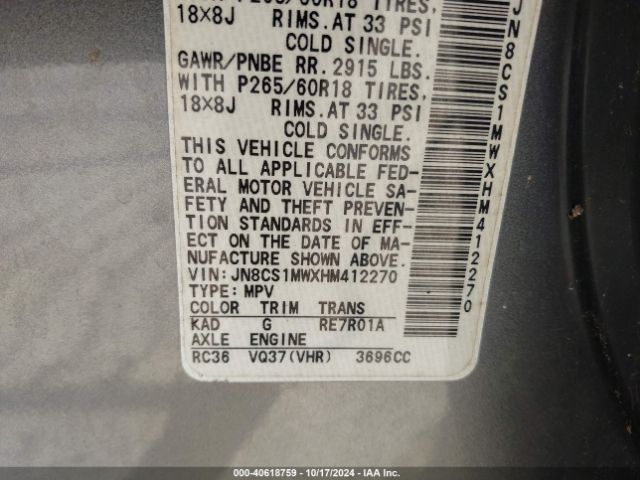 P265/60R18 TIRES,
18X8J RIMS.AT 33 PSI
COLD SINGLE.
GAWR/PNBE RR. 2915 LBS.
WITH P265/60R18 TIRES,
18X8J RIMS.AT 33 PSI
COLD SINGLE.
THIS VEHICLE CONFORMS
TO ALL APPLICABLE FED-
ERAL MOTOR VEHICLE SA-
FETY AND THEFT PREVEN-
TION STANDARDS IN EFF-
ECT ON THE DATE OF MA-
NUFACTURE SHOWN ABOVE.
VIN:JN8CS1MWXHM412270
TYPE:MPV
COLOR TRIM TRANS
KAD G RE7R01A
AXLE ENGINE
RC36 VQ37(VHR) 3696CC
JN8CS1MWXHM412270
000-40618759 - 10/17/2024 - IAA Inc.